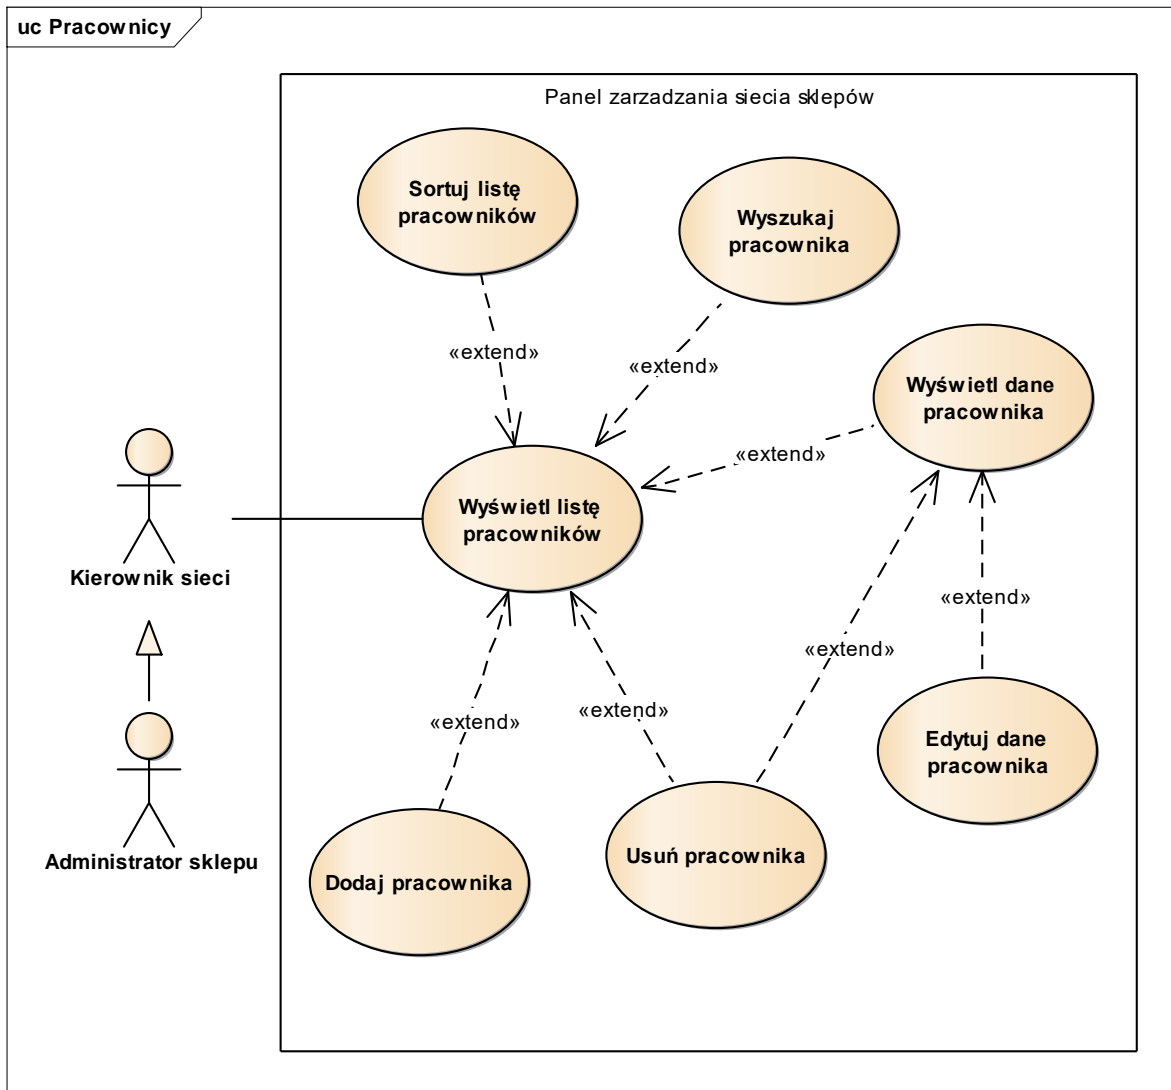 uc Pracownicy
Panel zarzadzania siecia sklepów
Sortuj listę
pracowników
Wyszukaj
pracownika
«extend»
«extend»
Wyświetl dane
pracownika
«extend»
Wyświetl listę
pracowników
Kierownik sieci
«extend»
«extend»
«extend»
«extend»
Edytuj dane
pracownika
Administrator sklepu
Dodaj pracownika
Usuń pracownika